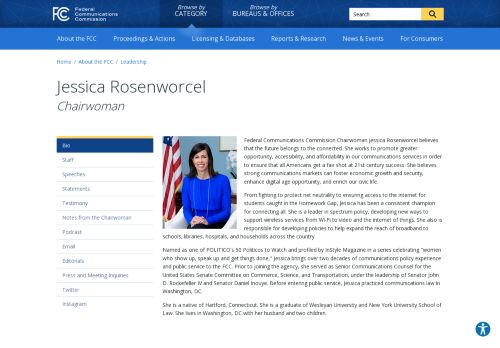 FCC Federal Communications Commission
Browse by CATEGORY
Browse by BUREAUS & OFFICES
Search
About the FCC
Proceedings & Actions
Licensing & Databases
Reports & Research
News & Events
For Consumers
Home / About the FCC / Leadership
Jessica Rosenworcel
Chairwoman
Bio
Staff
Speeches
Statements
Testimony
Notes from the Chairwoman
Podcast
Email
Editorials
Press and Meeting Inquiries
Twitter
Instagram
Federal Communications Commission Chairwoman Jessica Rosenworcel believes
that the future belongs to the connected. She works to promote greater
opportunity, accessibility, and affordability in our communications services in order
to ensure that all Americans get a fair shot at 21st century success. She believes
strong communications markets can foster economic growth and security,
enhance digital age opportunity, and enrich our civic life.
From fighting to protect net neutrality to ensuring access to the internet for
students caught in the Homework Gap, Jessica has been a consistent champion
for connecting all. She is a leader in spectrum policy, developing new ways to
support wireless services from Wi-Fi to video and the internet of things. She also is
responsible for developing policies to help expand the reach of broadband to
schools, libraries, hospitals, and households across the country.
Named as one of POLITICO's 50 Politicos to Watch and profiled by InStyle Magazine in a series celebrating "women
who show up, speak up and get things done," Jessica brings over two decades of communications policy experience
and public service to the FCC. Prior to joining the agency, she served as Senior Communications Counsel for the
United States Senate Committee on Commerce, Science, and Transportation, under the leadership of Senator John
D. Rockefeller IV and Senator Daniel Inouye. Before entering public service, Jessica practiced communications law in
Washington, DC.
She is a native of Hartford, Connecticut. She is a graduate of Wesleyan University and New York University School of
Law. She lives in Washington, DC with her husband and two children.